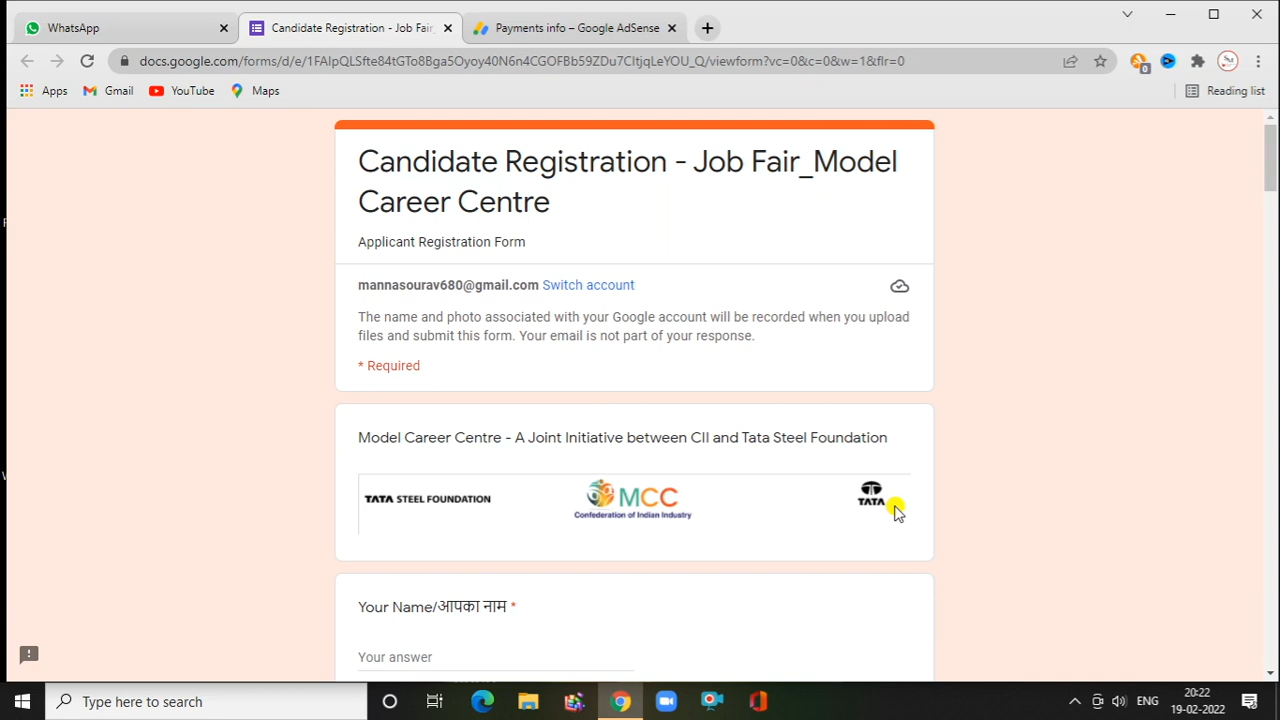 WhatsApp
Candidate Registration - Job Fair_
Payments info – Google AdSense
docs.google.com/forms/d/e/1FAIpQLSfte84tGTo8Bga5Opby40N6n4CGOFBb59ZDu7CItjqLeYOU_Q/viewform?vc=0&c=0&w=1&flr=0
0
Apps
Gmail
YouTube
Maps
Reading list
Candidate Registration - Job Fair_Model
Career Centre
Applicant Registration Form
mannasourav680@gmail.com Switch account
The name and photo associated with your Google account will be recorded when you upload
files and submit this form. Your email is not part of your response.
* Required
Model Career Centre - A Joint Initiative between CII and Tata Steel Foundation
TATA STEEL FOUNDATION
MCC
Confederation of Indian Industry
TATA
Your Name/आपका नाम *
Your answer
Type here to search
ENG
20:22
19-02-2022